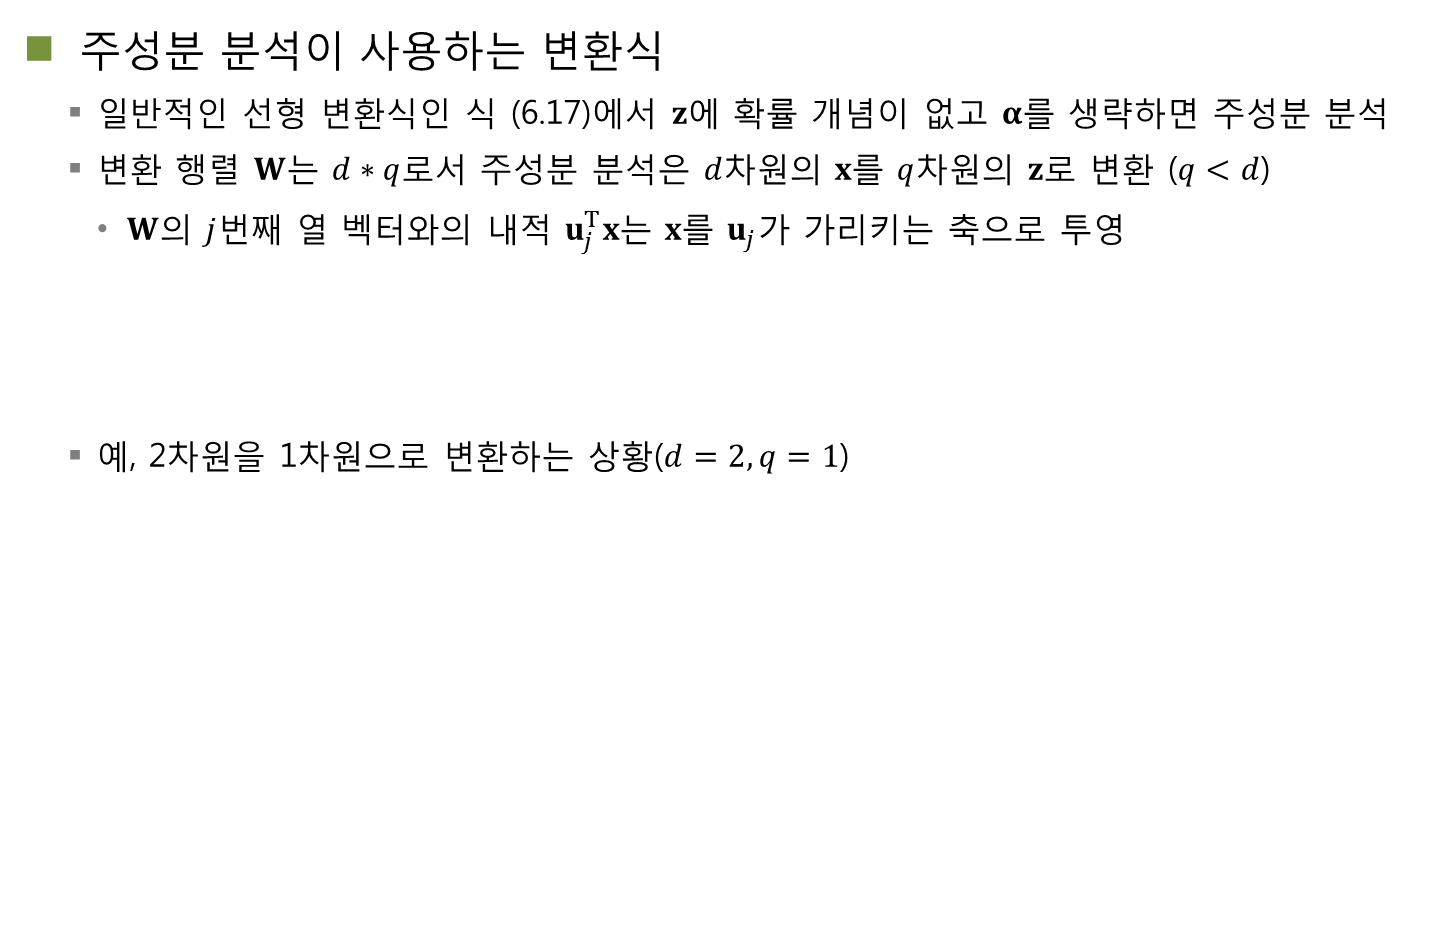 주성분 분석이 사용하는 변환식
일반적인 선형 변환식인 식 (6.17)에서 𝐳에 확률 개념이 없고 𝛂를 생략하면 주성분 분석
변환 행렬 𝐖는 𝑑 ∗ 𝑞로서 주성분 분석은 𝑑차원의 𝐱를 𝑞차원의 𝐳로 변환 (𝑞 < 𝑑)
𝐖의 𝑗번째 열 벡터와의 내적 𝐮_𝑗^T𝐱는 𝐱를 𝐮_𝑗가 가리키는 축으로 투영
예, 2차원을 1차원으로 변환하는 상황(𝑑 = 2, 𝑞 = 1)